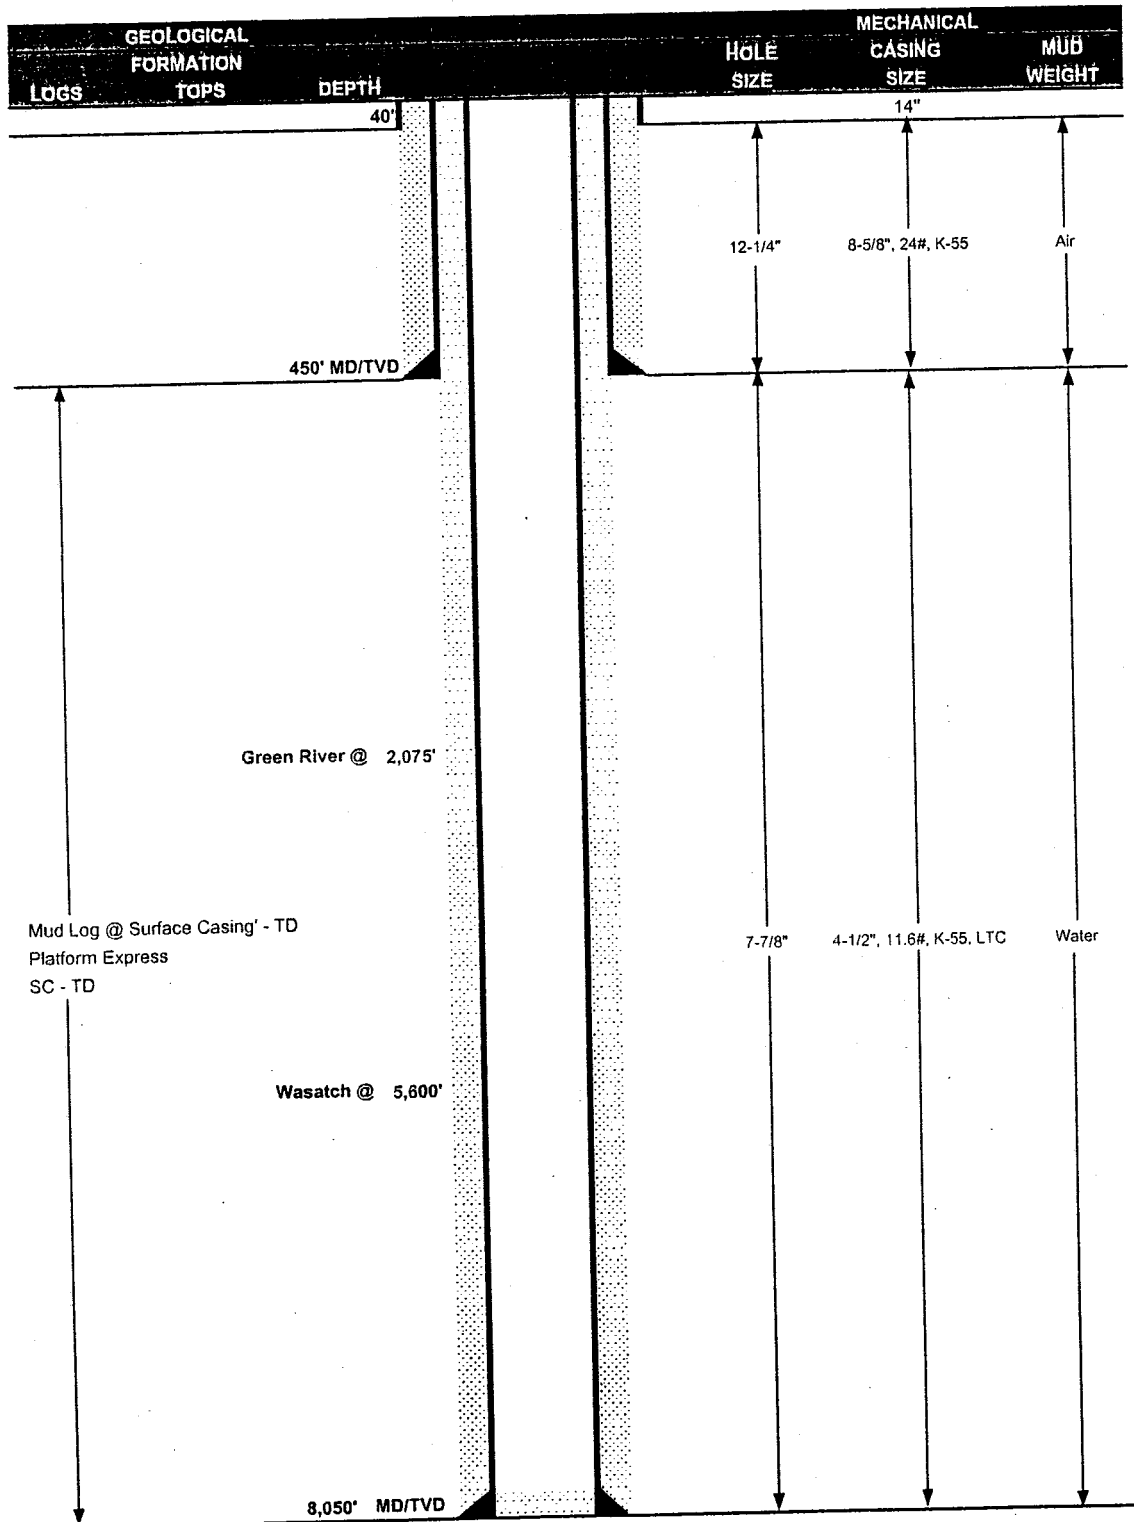 GEOLOGICAL
MECHANICAL
FORMATION
HOLE
CASING
MUD
LOGS
TOPS
DEPTH
SIZE
SIZE
WEIGHT
40'
14"
12-1/4"
8-5/8", 24#, K-55
Air
450' MD/TVD
Green River @ 2,075'
Mud Log @ Surface Casing' - TD
Platform Express
SC - TD
7-7/8"
4-1/2", 11.6#, K-55, LTC
Water
Wasatch @ 5,600'
8,050' MD/TVD